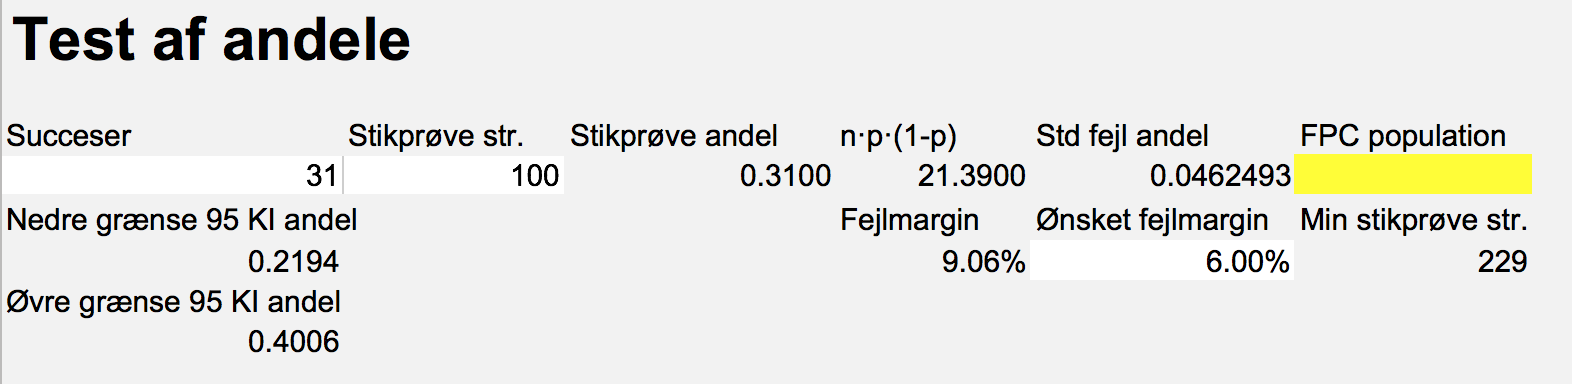 Test af andele
Succeser Stikprøve str. Stikprøve andel n·p·(1-p) Std fejl andel FPC population
31 100 0.3100 21.3900 0.0462493
Nedre grænse 95 KI andel Fejlmargin Ønsket fejlmargin Min stikprøve str.
0.2194 9.06% 6.00% 229
Øvre grænse 95 KI andel
0.4006